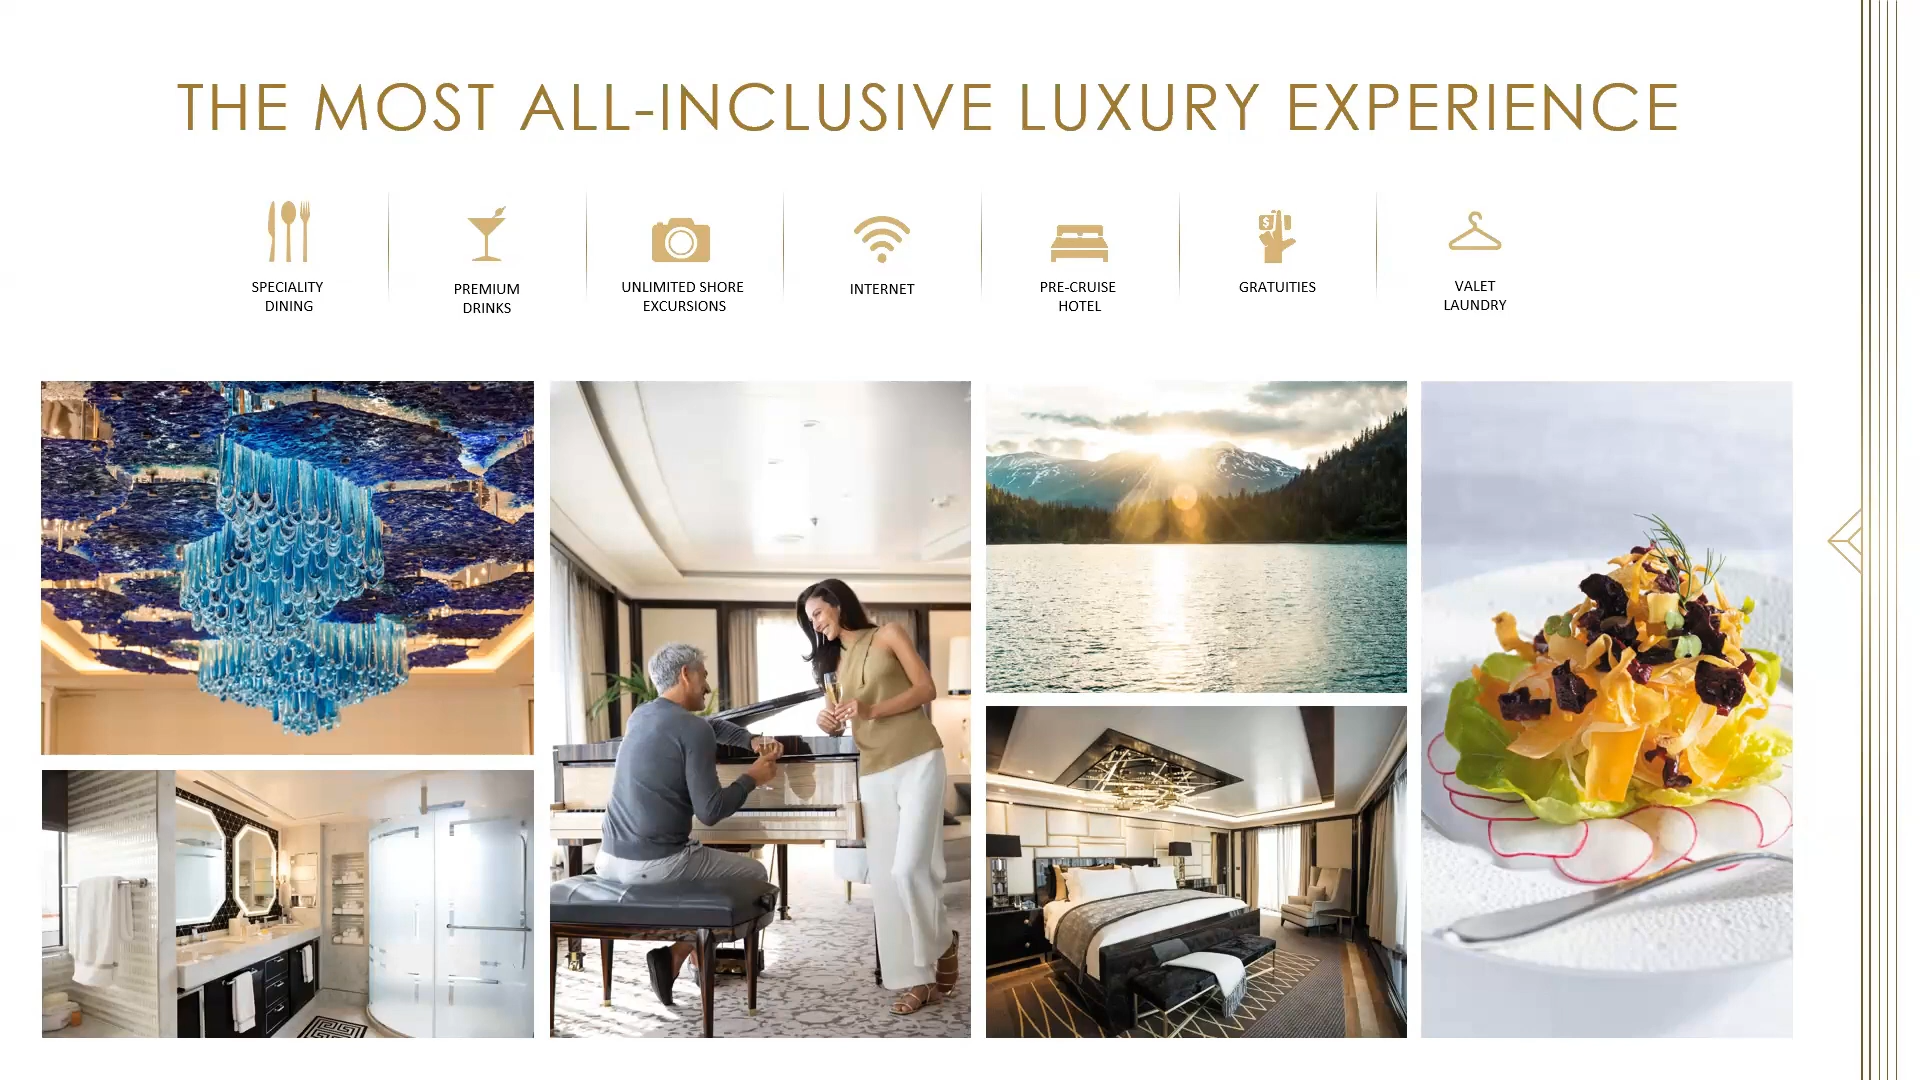 THE MOST ALL-INCLUSIVE LUXURY EXPERIENCE
SPECIALITY
DINING
PREMIUM
DRINKS
UNLIMITED SHORE
EXCURSIONS
INTERNET
PRE-CRUISE
HOTEL
$
GRATUITIES
VALET
LAUNDRY